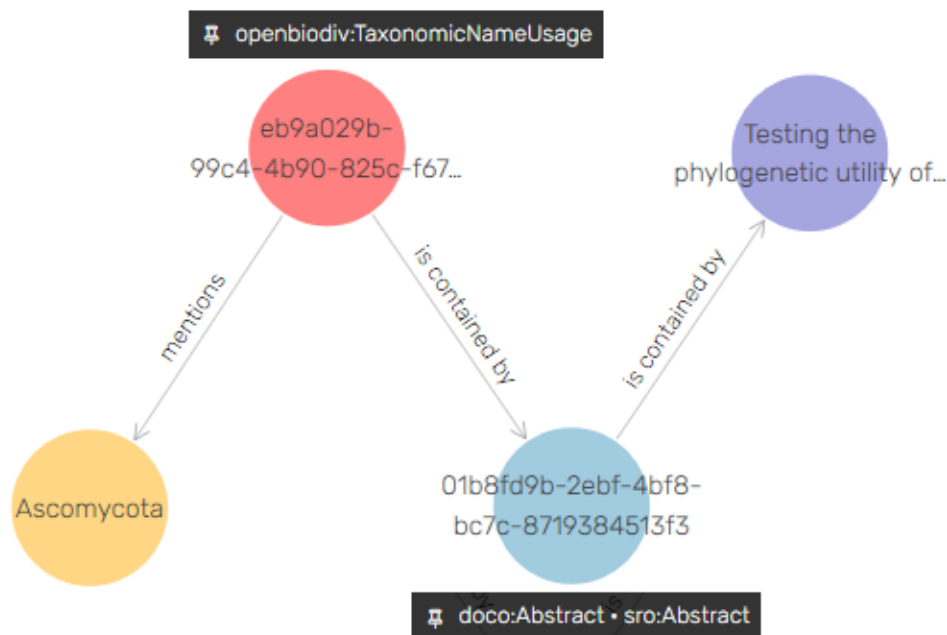 openbiodiv:TaxonomicNameUsage
eb9a029b-
99c4-4b90-825c-f67…
Testing the
phylogenetic utility of…
mentions
is contained by
is contained by
Ascomycota
01b8fd9b-2ebf-4bf8-
bc7c-8719384513f3
doco:Abstract • sro:Abstract